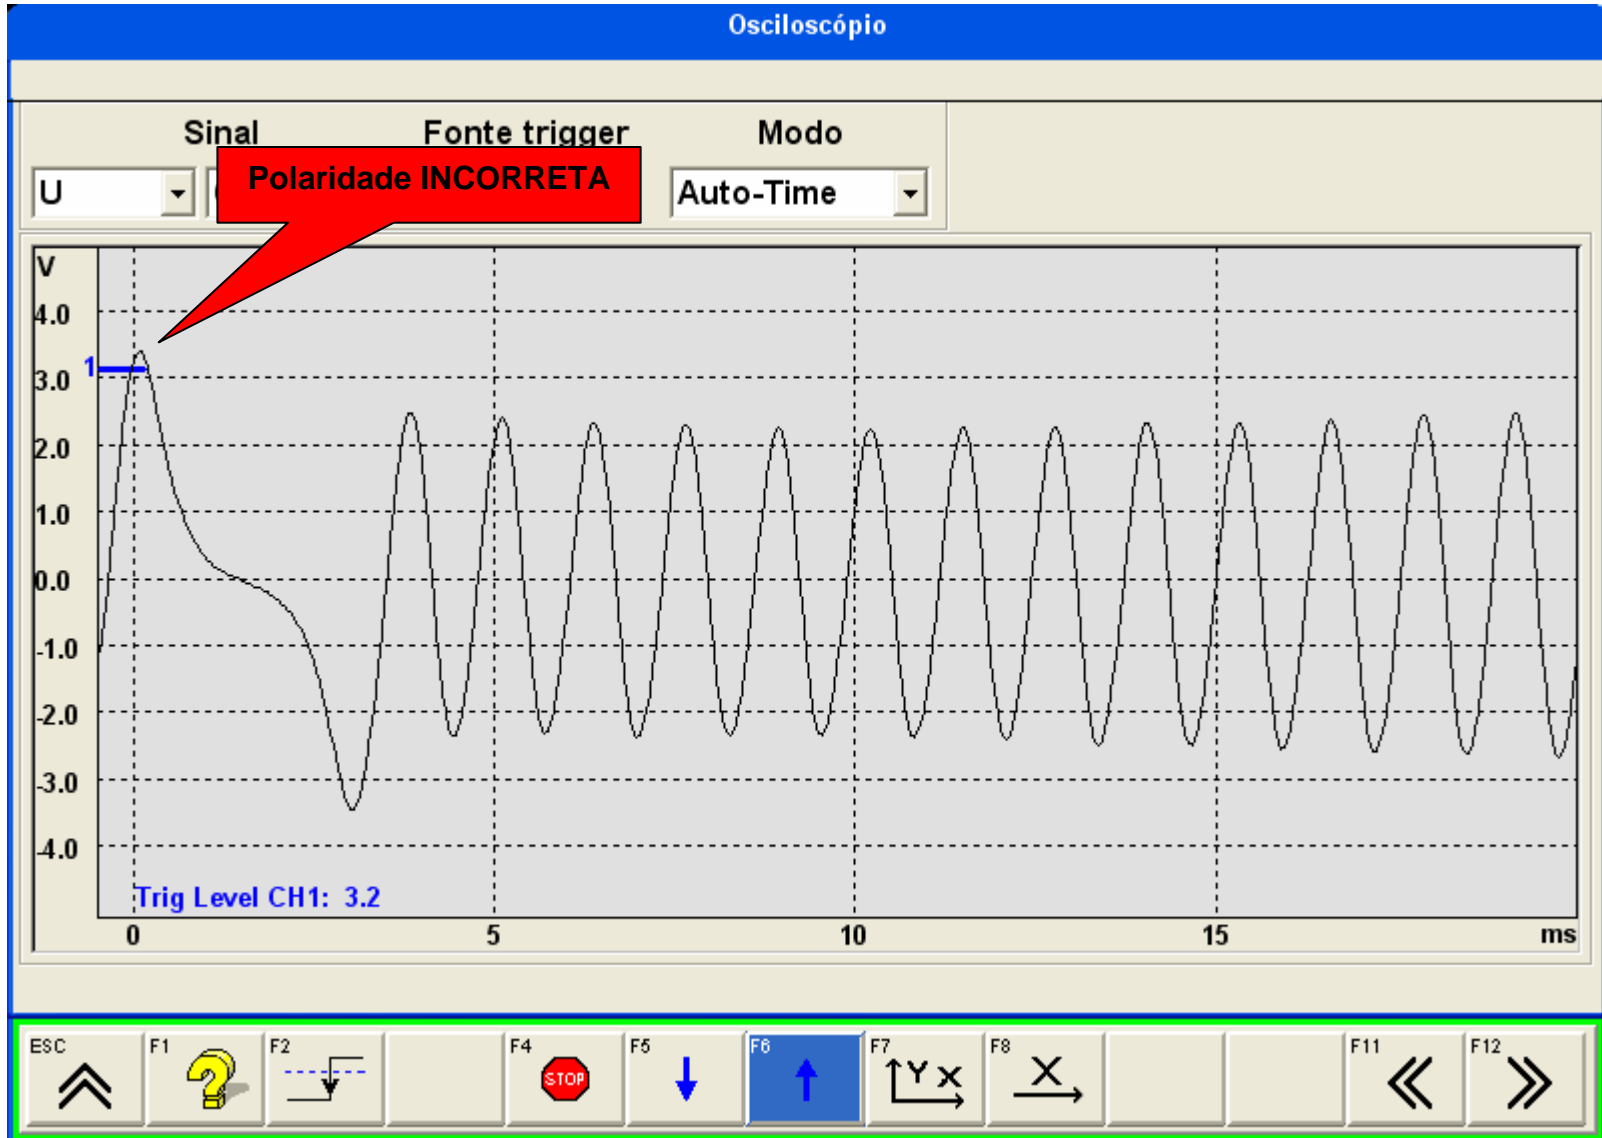 Osciloscópio
Sinal Fonte trigger Modo
U Polaridade INCORRETA Auto-Time
V
4.0
1
3.0
2.0
1.0
0.0
-1.0
-2.0
-3.0
-4.0
Trig Level CH1: 3.2
0 5 10 15 ms
ESC F1 F2 F4 F5 F6 F7 F8 F11 F12
STOP
Y X X